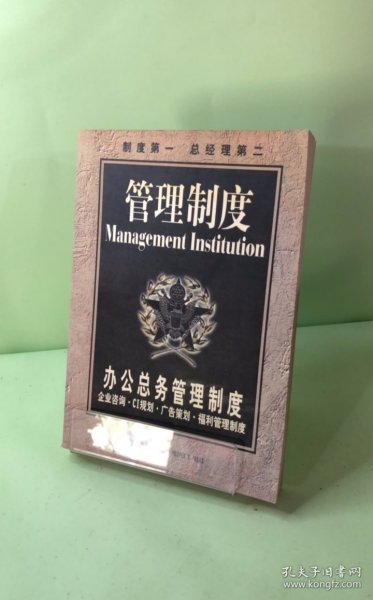 制度第一 总经理第二
管理制度
Management Institution
办公总务管理制度
企业咨询·CI规划·广告策划·福利管理制度
孔夫子旧书网
www.kongfz.com